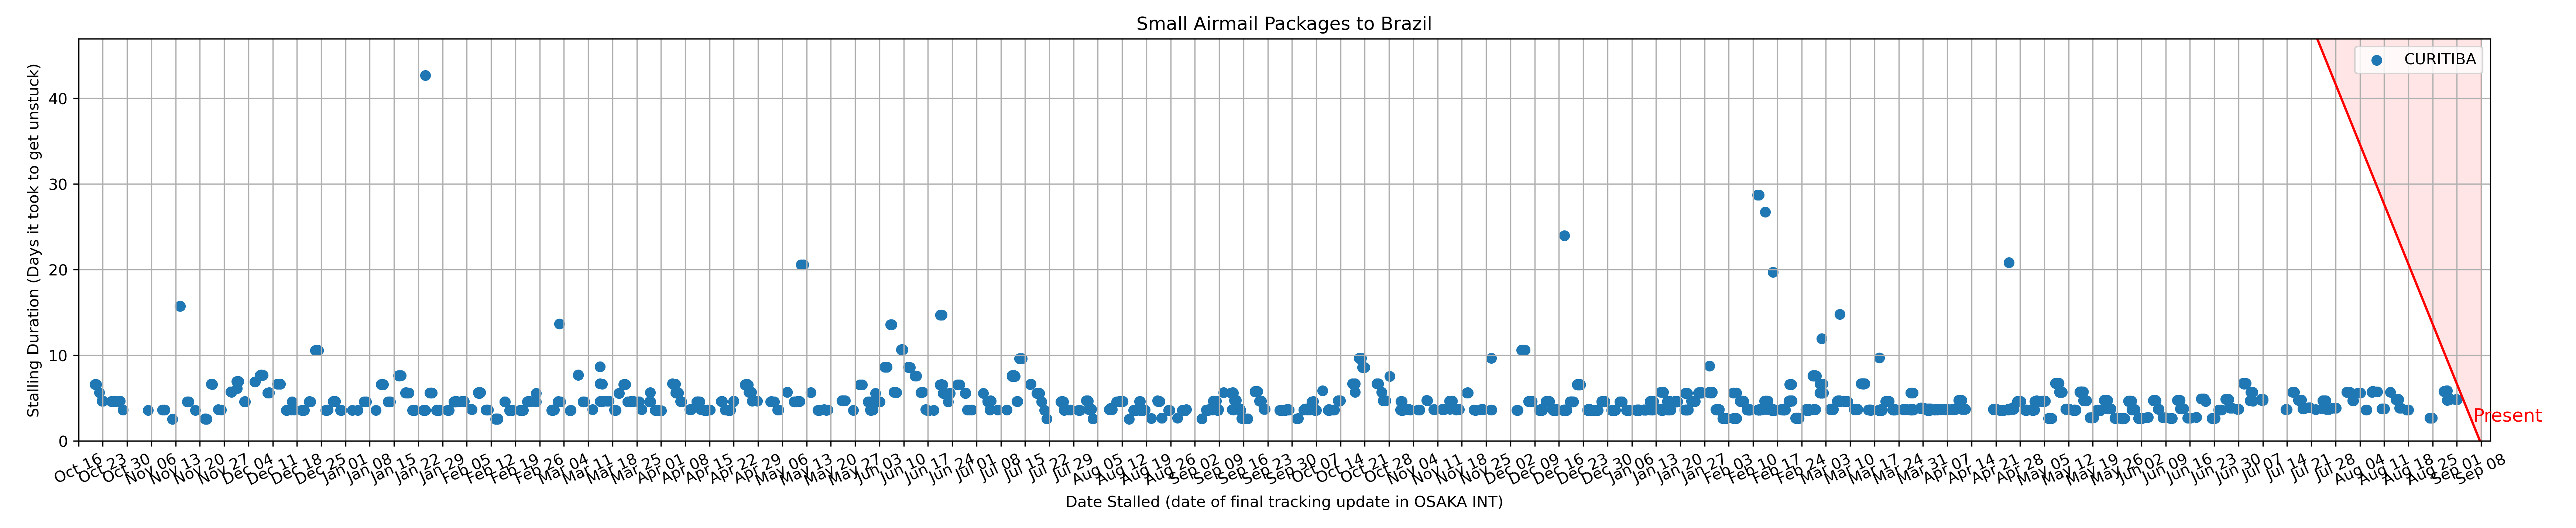 Small Airmail Packages to Brazil
CURITIBA
Stalling Duration (Days it took to get unstuck)
40
30
20
10
0
Present
Oct 16 Oct 23 Oct 30 Nov 06 Nov 13 Nov 20 Nov 27 Dec 04 Dec 11 Dec 18 Dec 25 Jan 01 Jan 08 Jan 15 Jan 22 Jan 29 Feb 05 Feb 12 Feb 19 Feb 26 Mar 04 Mar 11 Mar 18 Mar 25 Apr 01 Apr 08 Apr 15 Apr 22 Apr 29 May 06 May 13 May 20 May 27 Jun 03 Jun 10 Jun 17 Jun 24 Jul 01 Jul 08 Jul 15 Jul 22 Jul 29 Aug 05 Aug 12 Aug 19 Aug 26 Sep 02 Sep 09 Sep 16 Sep 23 Sep 30 Oct 07 Oct 14 Oct 21 Oct 28 Nov 04 Nov 11 Nov 18 Nov 25 Dec 02 Dec 09 Dec 16 Dec 23 Dec 30 Jan 06 Jan 13 Jan 20 Jan 27 Feb 03 Feb 10 Feb 17 Feb 24 Mar 03 Mar 10 Mar 17 Mar 24 Mar 31 Apr 07 Apr 14 Apr 21 Apr 28 May 05 May 12 May 19 May 26 Jun 02 Jun 09 Jun 16 Jun 23 Jun 30 Jul 07 Jul 14 Jul 21 Jul 28 Aug 04 Aug 11 Aug 18 Aug 25 Sep 01 Sep 08
Date Stalled (date of final tracking update in OSAKA INT)